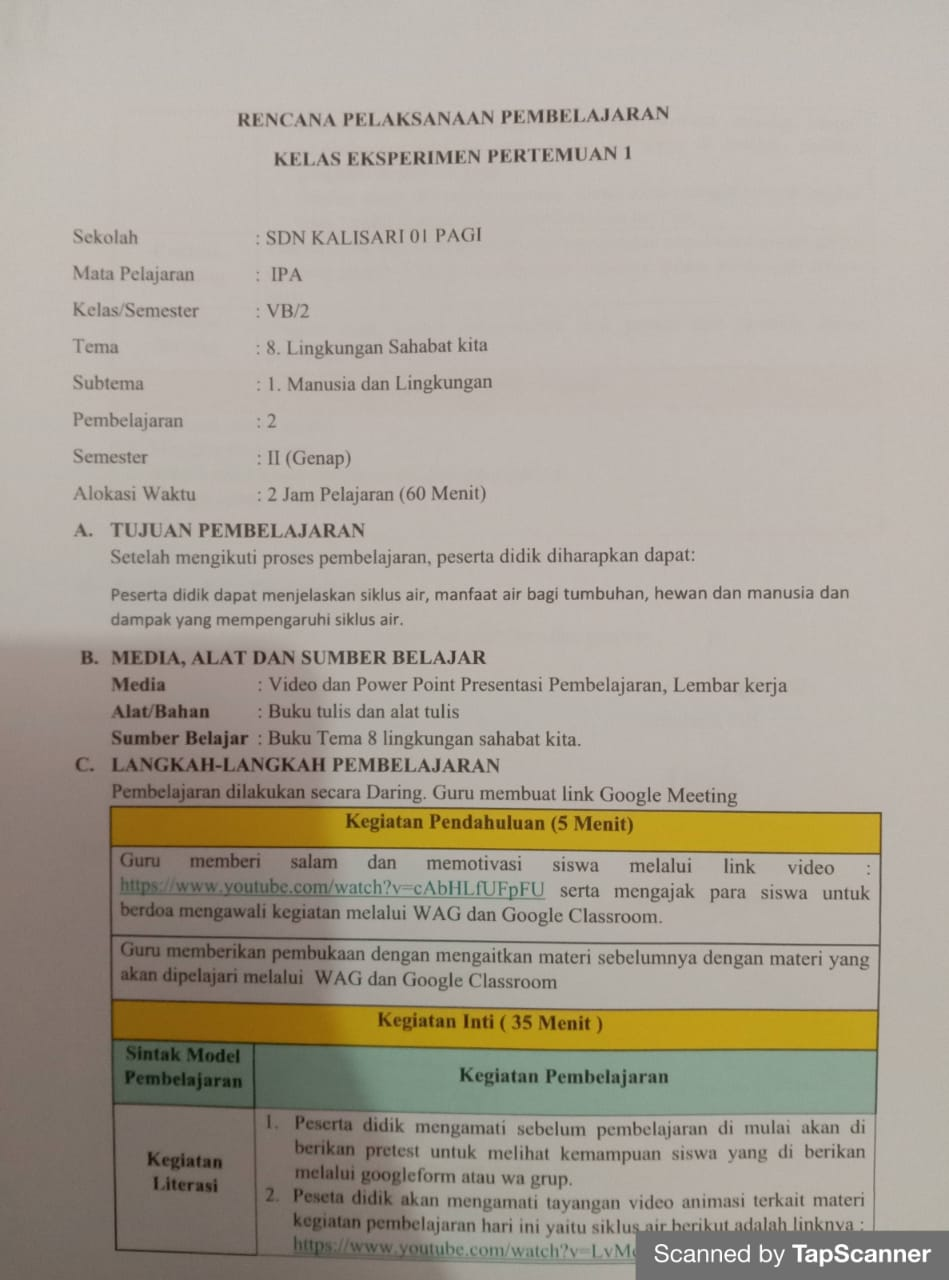 RENCANA PELAKSANAAN PEMBELAJARAN
KELAS EKSPERIMEN PERTEMUAN 1
Sekolah : SDN KALISARI 01 PAGI
Mata Pelajaran : IPA
Kelas/Semester : VB/2
Tema : 8. Lingkungan Sahabat kita
Subtema : 1. Manusia dan Lingkungan
Pembelajaran : 2
Semester : II (Genap)
Alokasi Waktu : 2 Jam Pelajaran (60 Menit)
A. TUJUAN PEMBELAJARAN
Setelah mengikuti proses pembelajaran, peserta didik diharapkan dapat:
Peserta didik dapat menjelaskan siklus air, manfaat air bagi tumbuhan, hewan dan manusia dan
dampak yang mempengaruhi siklus air.
B. MEDIA, ALAT DAN SUMBER BELAJAR
Media : Video dan Power Point Presentasi Pembelajaran, Lembar kerja
Alat/Bahan : Buku tulis dan alat tulis
Sumber Belajar : Buku Tema 8 lingkungan sahabat kita.
C. LANGKAH-LANGKAH PEMBELAJARAN
Pembelajaran dilakukan secara Daring. Guru membuat link Google Meeting
Kegiatan Pendahuluan (5 Menit)
Guru memberi salam dan memotivasi siswa melalui link video :
https://www.youtube.com/watch?v=cAbHLfUFpFU serta mengajak para siswa untuk
berdoa mengawali kegiatan melalui WAG dan Google Classroom.
Guru memberikan pembukaan dengan mengaitkan materi sebelumnya dengan materi yang
akan dipelajari melalui WAG dan Google Classroom
Kegiatan Inti ( 35 Menit )
Sintak Model
Pembelajaran
Kegiatan Pembelajaran
Kegiatan
Literasi
1. Peserta didik mengamati sebelum pembelajaran di mulai akan di
berikan pretest untuk melihat kemampuan siswa yang di berikan
melalui googleform atau wa grup.
2. Peseta didik akan mengamati tayangan video animasi terkait materi
kegiatan pembelajaran hari ini yaitu siklus air berikut adalah linknya :
https://www.youtube.com/watch?v=LvM
Scanned by TapScanner